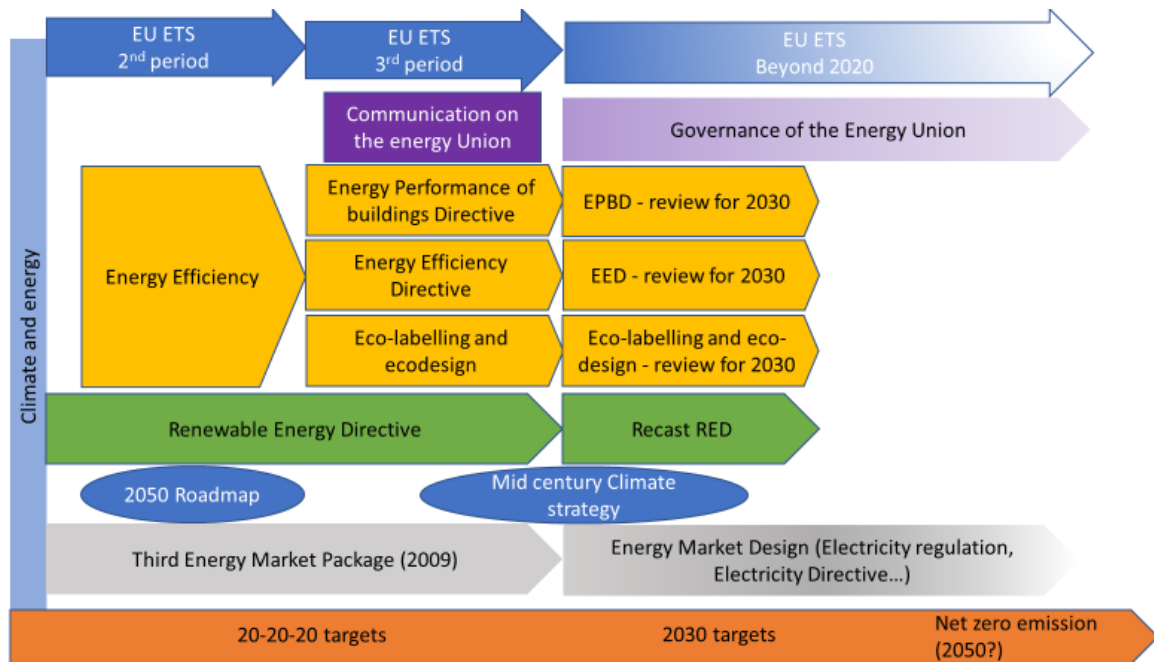 EU ETS
2nd period
EU ETS
3rd period
EU ETS
Beyond 2020
Communication on
the energy Union
Governance of the Energy Union
Climate and energy
Energy Efficiency
Energy Performance of
buildings Directive
EPBD - review for 2030
Energy Efficiency
Directive
EED - review for 2030
Eco-labelling and
ecodesign
Eco-labelling and eco-
design - review for 2030
Renewable Energy Directive
Recast RED
2050 Roadmap
Mid century Climate
strategy
Third Energy Market Package (2009)
Energy Market Design (Electricity regulation,
Electricity Directive...)
20-20-20 targets
2030 targets
Net zero emission
(2050?)